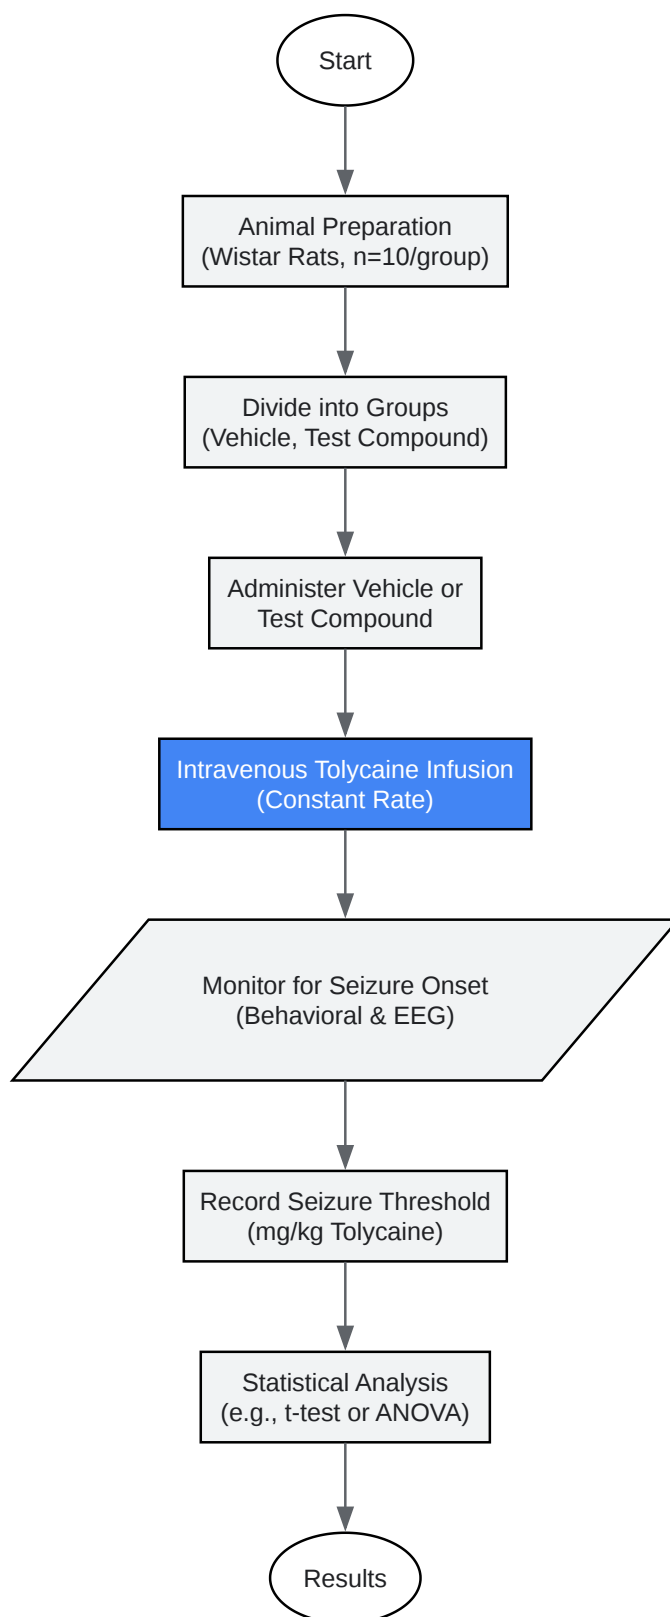 Start
Animal Preparation
(Wistar Rats, n=10/group)
Divide into Groups
(Vehicle, Test Compound)
Administer Vehicle or
Test Compound
Intravenous Tolycaine Infusion
(Constant Rate)
Monitor for Seizure Onset
(Behavioral & EEG)
Record Seizure Threshold
(mg/kg Tolycaine)
Statistical Analysis
(e.g., t-test or ANOVA)
Results